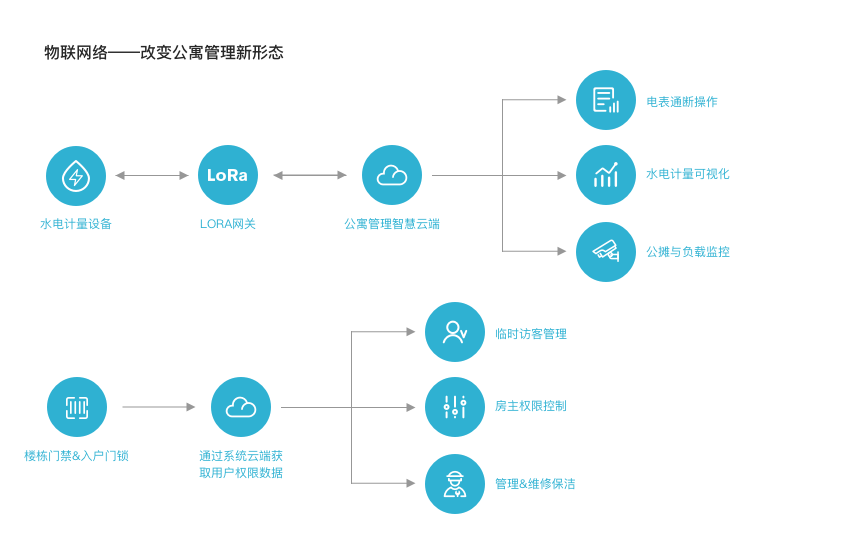 物联网络——改变公寓管理新形态
电表通断操作
LoRa
水电计量可视化
水电计量设备
LORA网关
公寓管理智慧云端
公摊与负载监控
临时访客管理
房主权限控制
楼栋门禁&入户门锁
通过系统云端获
取用户权限数据
管理&维修保洁